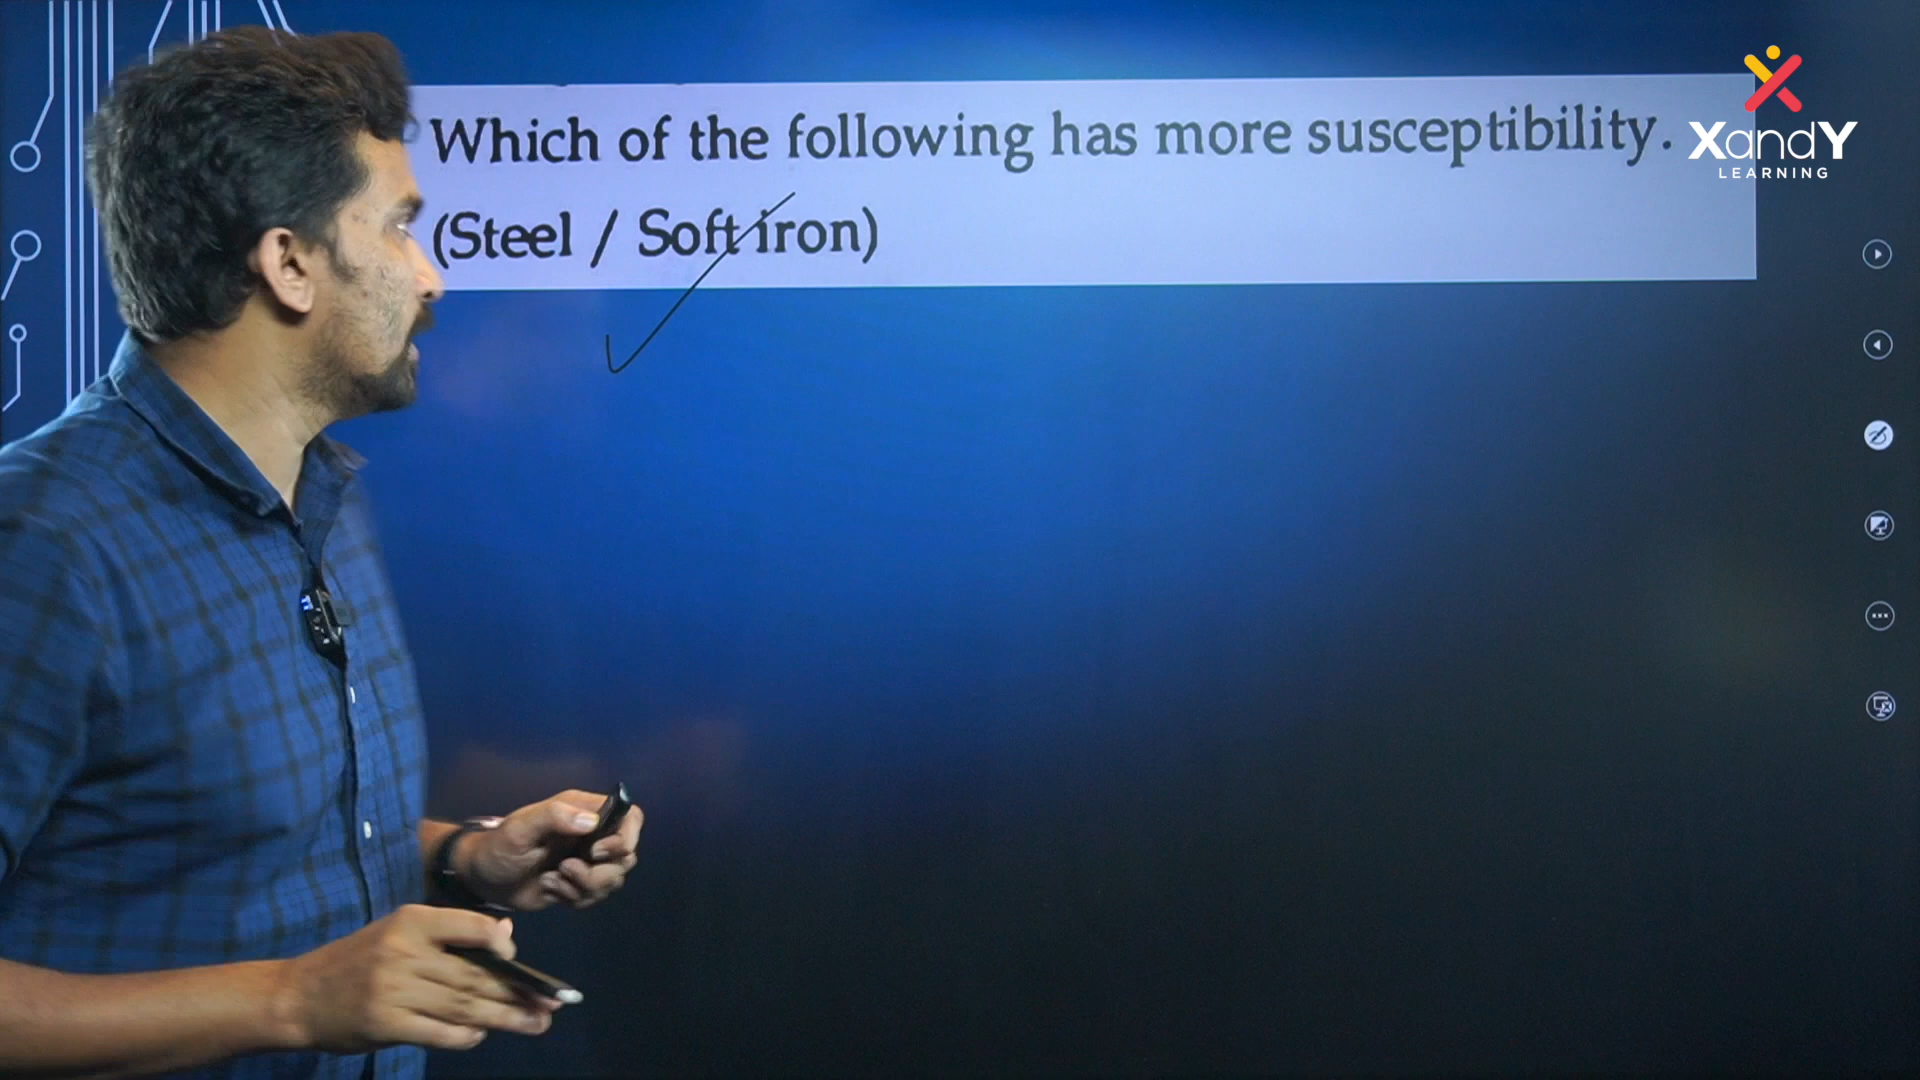 Which of the following has more susceptibility.
(Steel / Soft iron)
XandY
LEARNING